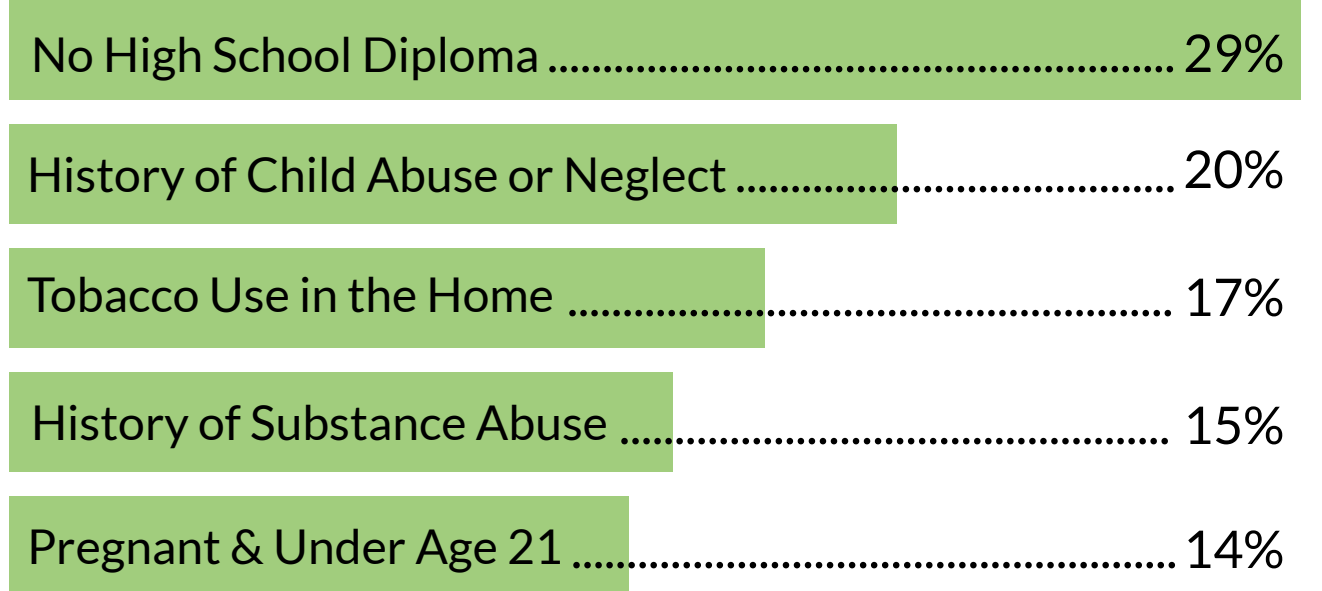 No High School Diploma ........................................................ 29%
History of Child Abuse or Neglect ........................................ 20%
Tobacco Use in the Home ...................................................... 17%
History of Substance Abuse ................................................. 15%
Pregnant & Under Age 21 ...................................................... 14%